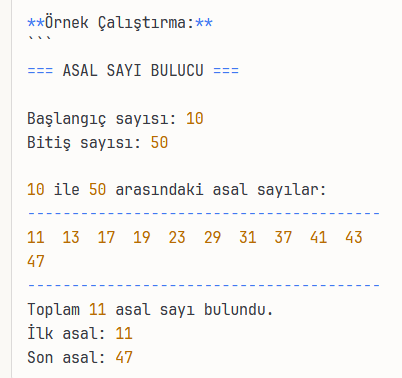 **Örnek Çalıştırma:**
```
=== ASAL SAYI BULUCU ===
Başlangıç sayısı: 10
Bitiş sayısı: 50
10 ile 50 arasındaki asal sayılar:
----------------------------------------
11  13  17  19  23  29  31  37  41  43
47
----------------------------------------
Toplam 11 asal sayı bulundu.
İlk asal: 11
Son asal: 47